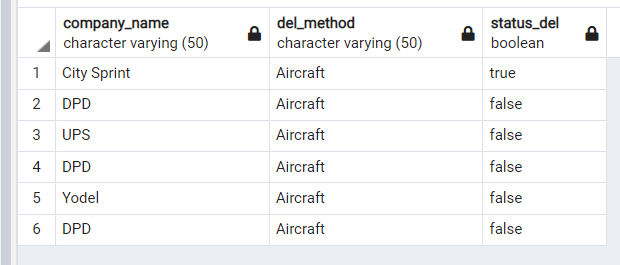 company_name del_method status_del
character varying (50) character varying (50) boolean
1 City Sprint Aircraft true
2 DPD Aircraft false
3 UPS Aircraft false
4 DPD Aircraft false
5 Yodel Aircraft false
6 DPD Aircraft false